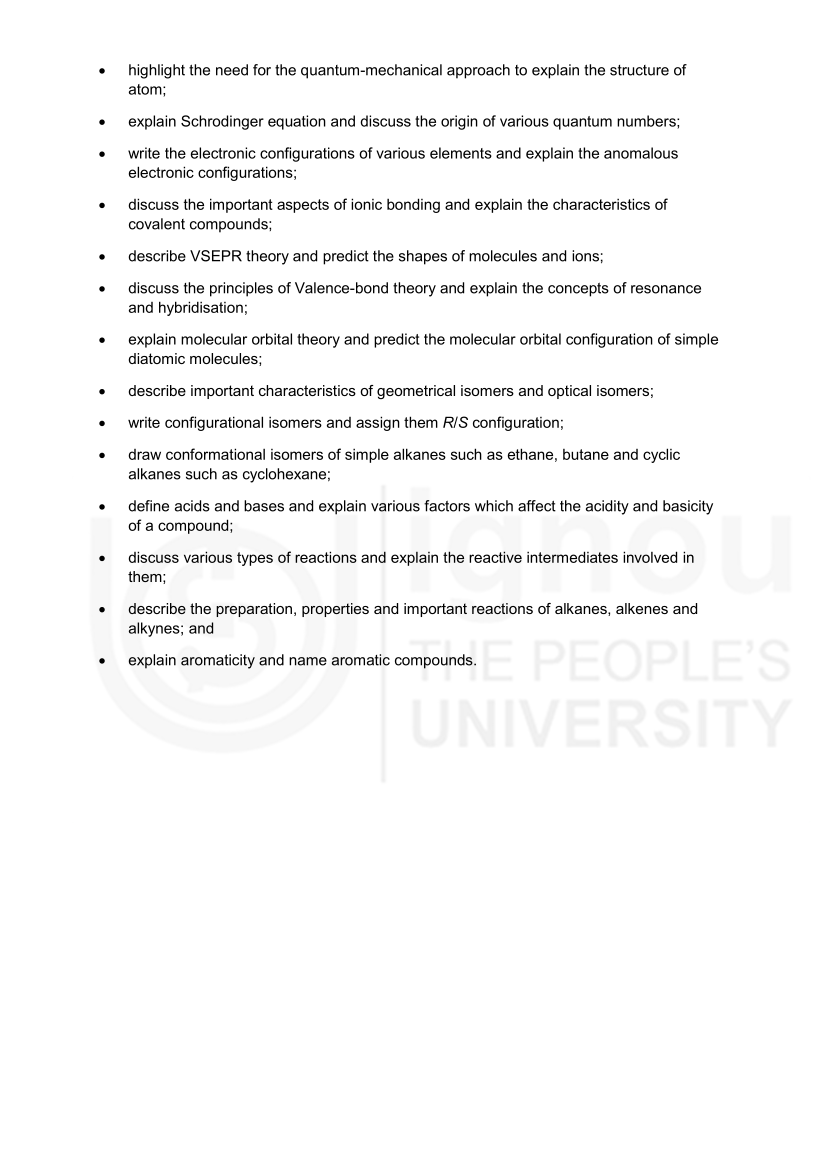 • highlight the need for the quantum-mechanical approach to explain the structure of
atom;
• explain Schrodinger equation and discuss the origin of various quantum numbers;
• write the electronic configurations of various elements and explain the anomalous
electronic configurations;
• discuss the important aspects of ionic bonding and explain the characteristics of
covalent compounds;
• describe VSEPR theory and predict the shapes of molecules and ions;
• discuss the principles of Valence-bond theory and explain the concepts of resonance
and hybridisation;
• explain molecular orbital theory and predict the molecular orbital configuration of simple
diatomic molecules;
• describe important characteristics of geometrical isomers and optical isomers;
• write configurational isomers and assign them R/S configuration;
• draw conformational isomers of simple alkanes such as ethane, butane and cyclic
alkanes such as cyclohexane;
• define acids and bases and explain various factors which affect the acidity and basicity
of a compound;
• discuss various types of reactions and explain the reactive intermediates involved in
them;
• describe the preparation, properties and important reactions of alkanes, alkenes and
alkynes; and
• explain aromaticity and name aromatic compounds.
ignou
THE PEOPLE'S
UNIVERSITY